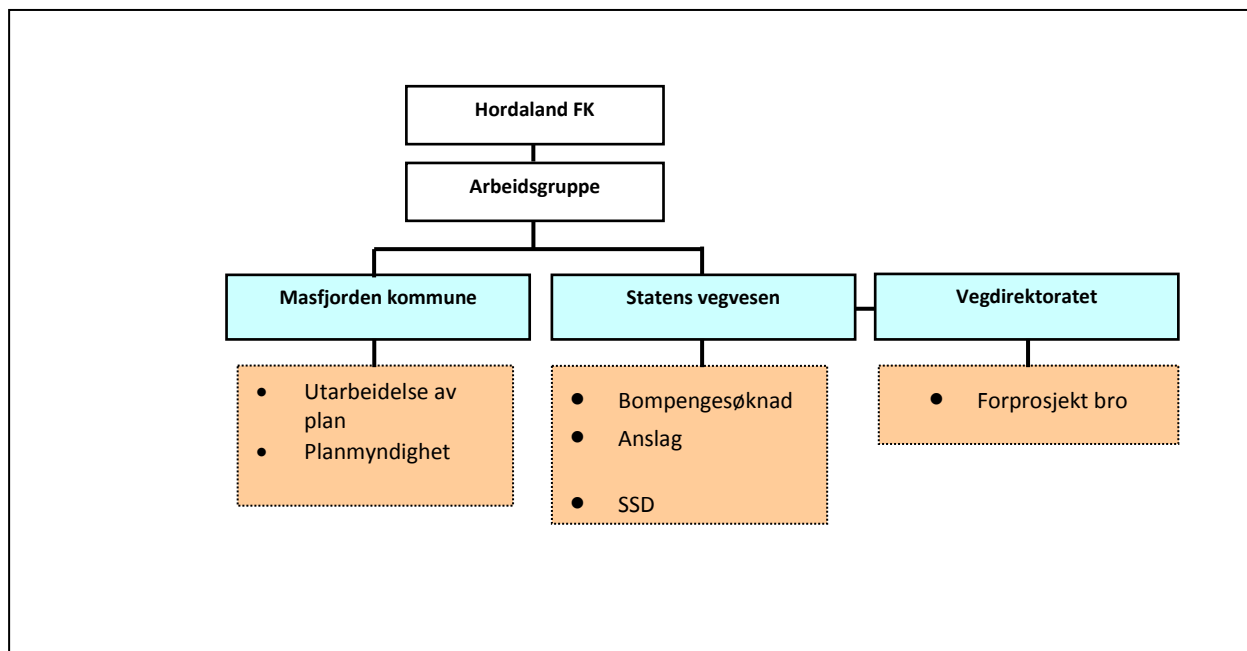 Hordaland FK
Arbeidsgruppe
Masfjorden kommune
Statens vegvesen
Vegdirektoratet
• Utarbeidelse av
plan
• Planmyndighet
• Bompengesøknad
• Anslag
• SSD
• Forprosjekt bro